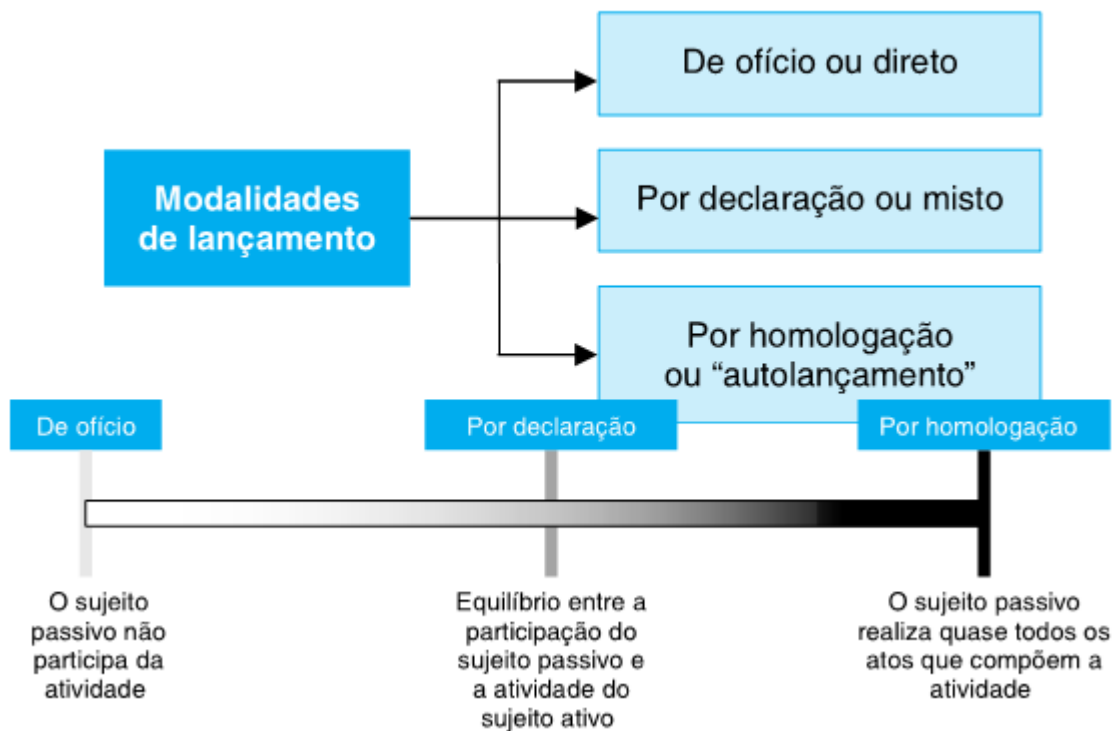 De ofício ou direto
Modalidades
de lançamento
Por declaração ou misto
Por homologação
ou “autolançamento”
De ofício
Por declaração
Por homologação
O sujeito
passivo não
participa da
atividade
Equilíbrio entre a
participação do
sujeito passivo e
a atividade do
sujeito ativo
O sujeito passivo
realiza quase todos os
atos que compõem a
atividade